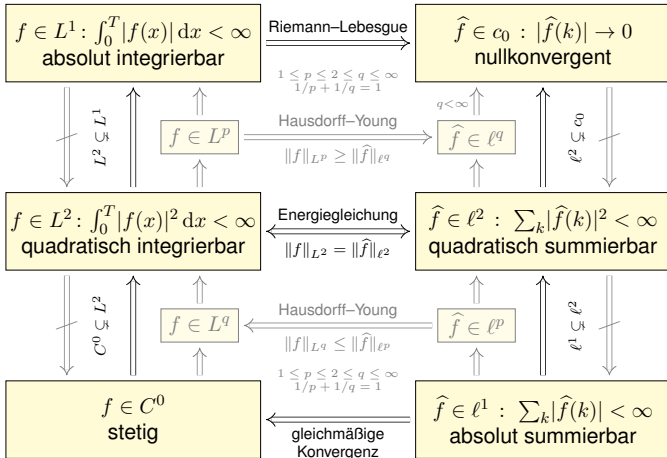 f ∈ L¹ : ∫₀ᵀ |f(x)| dx < ∞
absolut integrierbar
Riemann–Lebesgue
f̂ ∈ c₀ : |f̂(k)| → 0
nullkonvergent
1 ≤ p ≤ 2 ≤ q ≤ ∞
1/p + 1/q = 1
q<∞
L² ⊊ L¹
f ∈ Lᵖ
Hausdorff–Young
‖f‖_{Lᵖ} ≥ ‖f̂‖_{ℓ^q}
f̂ ∈ ℓ^q
ℓ² ⊊ c₀
f ∈ L² : ∫₀ᵀ |f(x)|² dx < ∞
quadratisch integrierbar
Energiegleichung
‖f‖_{L²} = ‖f̂‖_{ℓ²}
f̂ ∈ ℓ² : ∑ₖ|f̂(k)|² < ∞
quadratisch summierbar
C⁰ ⊊ L²
f ∈ L^q
Hausdorff–Young
‖f‖_{L^q} ≤ ‖f̂‖_{ℓᵖ}
1 ≤ p ≤ 2 ≤ q ≤ ∞
1/p + 1/q = 1
f̂ ∈ ℓᵖ
ℓ¹ ⊊ ℓ²
f ∈ C⁰
stetig
gleichmäßige
Konvergenz
f̂ ∈ ℓ¹ : ∑ₖ|f̂(k)| < ∞
absolut summierbar